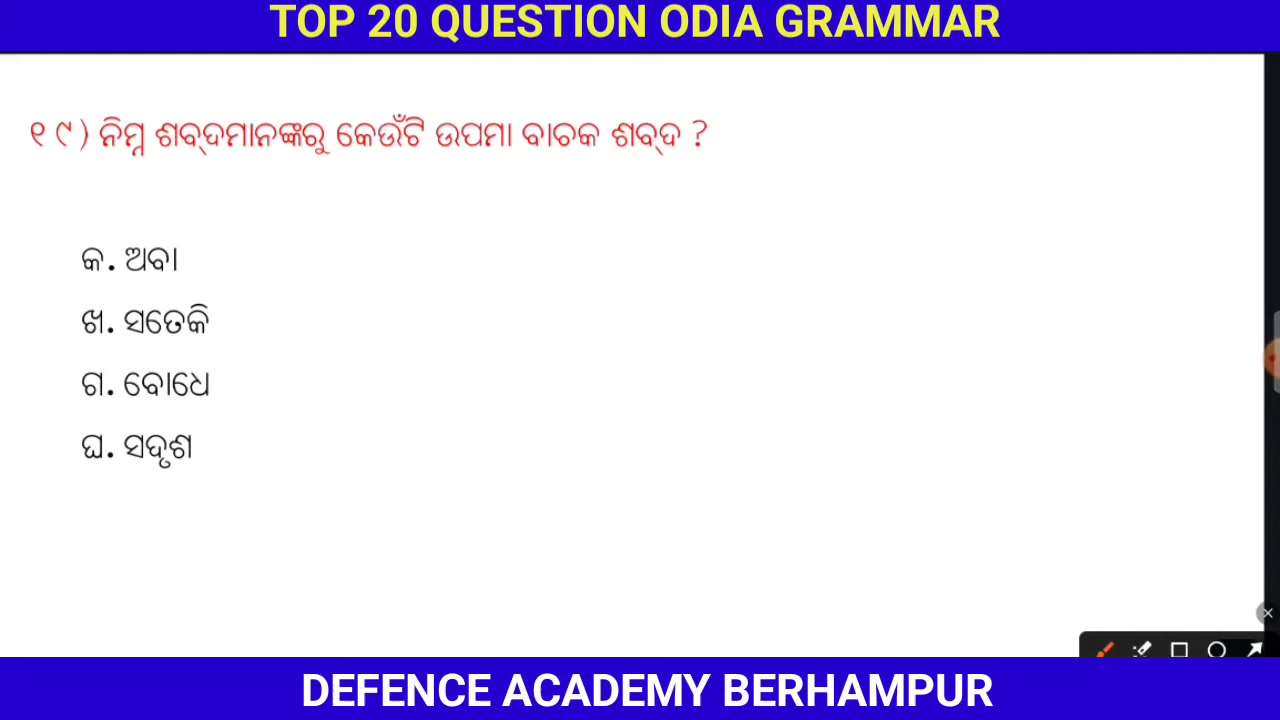 TOP 20 QUESTION ODIA GRAMMAR
୧୯) ନିମ୍ନ ଶବ୍‌ଦମାନଙ୍କରୁ କେଉଁଟି ଉପମା ବାଚକ ଶବ୍‌ଦ ?
କ. ଅବା
ଖ. ସତେକି
ଗ. ବୋଧେ
ଘ. ସଦୃଶ
DEFENCE ACADEMY BERHAMPUR